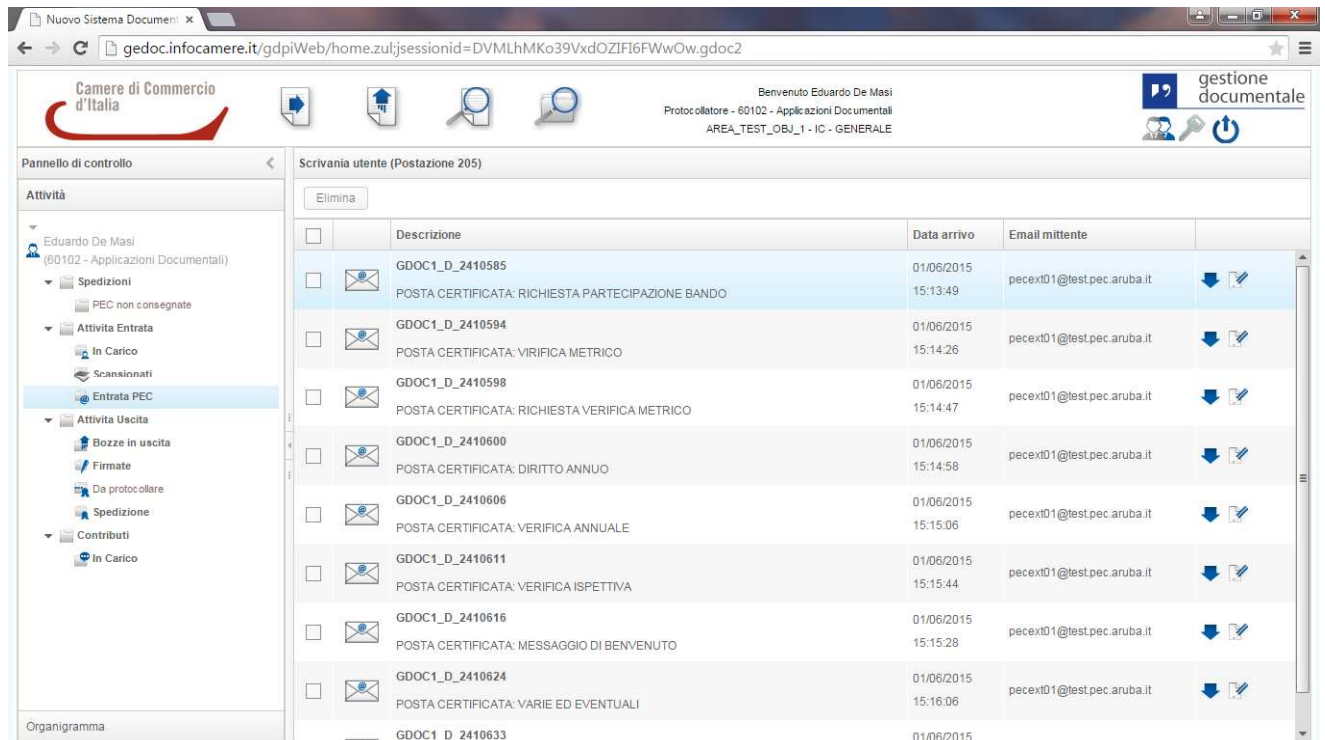 Nuovo Sistema Document
gedoc.infocamere.it/gdpiWeb/home.zul;jsessionid=DVMLhMKo39VxdOZIFI6FWwOw.gdoc2
Camere di Commercio
d'Italia
Benvenuto Eduardo De Masi
Protocollatore - 60102 - Applicazioni Documentali
AREA_TEST_OBJ_1 - IC - GENERALE
gestione
documentale
Pannello di controllo
Scrivania utente (Postazione 205)
Attività
Elimina
Eduardo De Masi
(60102 - Applicazioni Documentali)
Spedizioni
PEC non consegnate
Attivita Entrata
In Carico
Scansionati
Entrata PEC
Attivita Uscita
Bozze in uscita
Firmate
Da protocollare
Spedizione
Contributi
In Carico
Organigramma
Descrizione Data arrivo Email mittente
GDOC1_D_2410585 01/06/2015
POSTA CERTIFICATA: RICHIESTA PARTECIPAZIONE BANDO 15:13:49 pecext01@test.pec.aruba.it
GDOC1_D_2410594 01/06/2015
POSTA CERTIFICATA: VIRIFICA METRICO 15:14:26 pecext01@test.pec.aruba.it
GDOC1_D_2410598 01/06/2015
POSTA CERTIFICATA: RICHIESTA VERIFICA METRICO 15:14:47 pecext01@test.pec.aruba.it
GDOC1_D_2410600 01/06/2015
POSTA CERTIFICATA: DIRITTO ANNUO 15:14:58 pecext01@test.pec.aruba.it
GDOC1_D_2410606 01/06/2015
POSTA CERTIFICATA: VERIFICA ANNUALE 15:15:06 pecext01@test.pec.aruba.it
GDOC1_D_2410611 01/06/2015
POSTA CERTIFICATA: VERIFICA ISPETTIVA 15:15:44 pecext01@test.pec.aruba.it
GDOC1_D_2410616 01/06/2015
POSTA CERTIFICATA: MESSAGGIO DI BENVENUTO 15:15:28 pecext01@test.pec.aruba.it
GDOC1_D_2410624 01/06/2015
POSTA CERTIFICATA: VARIE ED EVENTUALI 15:16:06 pecext01@test.pec.aruba.it
GDOC1_D_2410633 01/06/2015